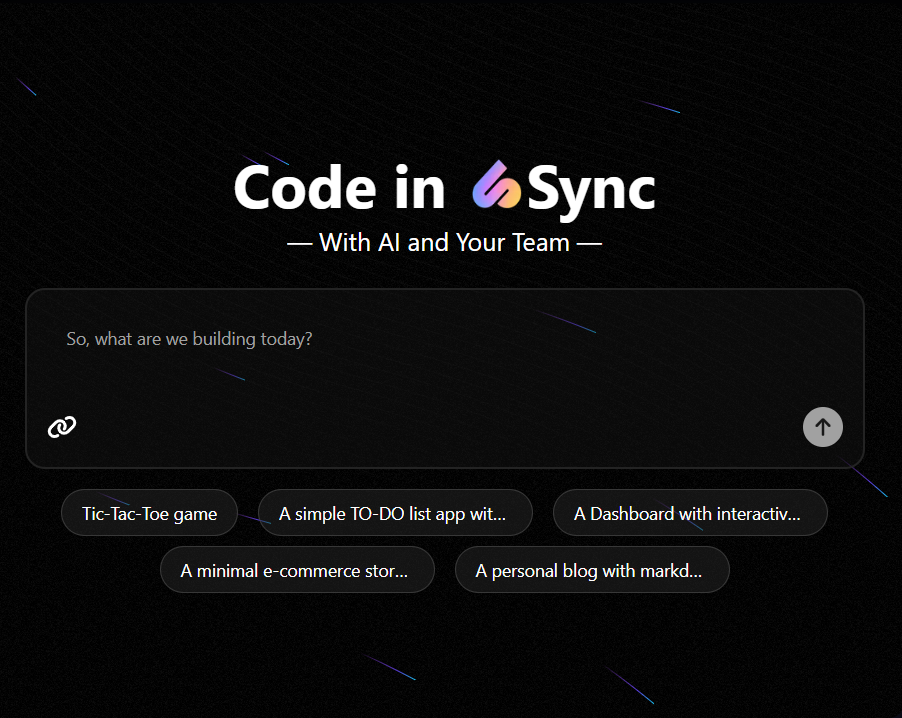 Code in Sync
— With AI and Your Team —
So, what are we building today?
Tic-Tac-Toe game
A simple TO-DO list app wit...
A Dashboard with interactiv...
A minimal e-commerce stor...
A personal blog with markd...